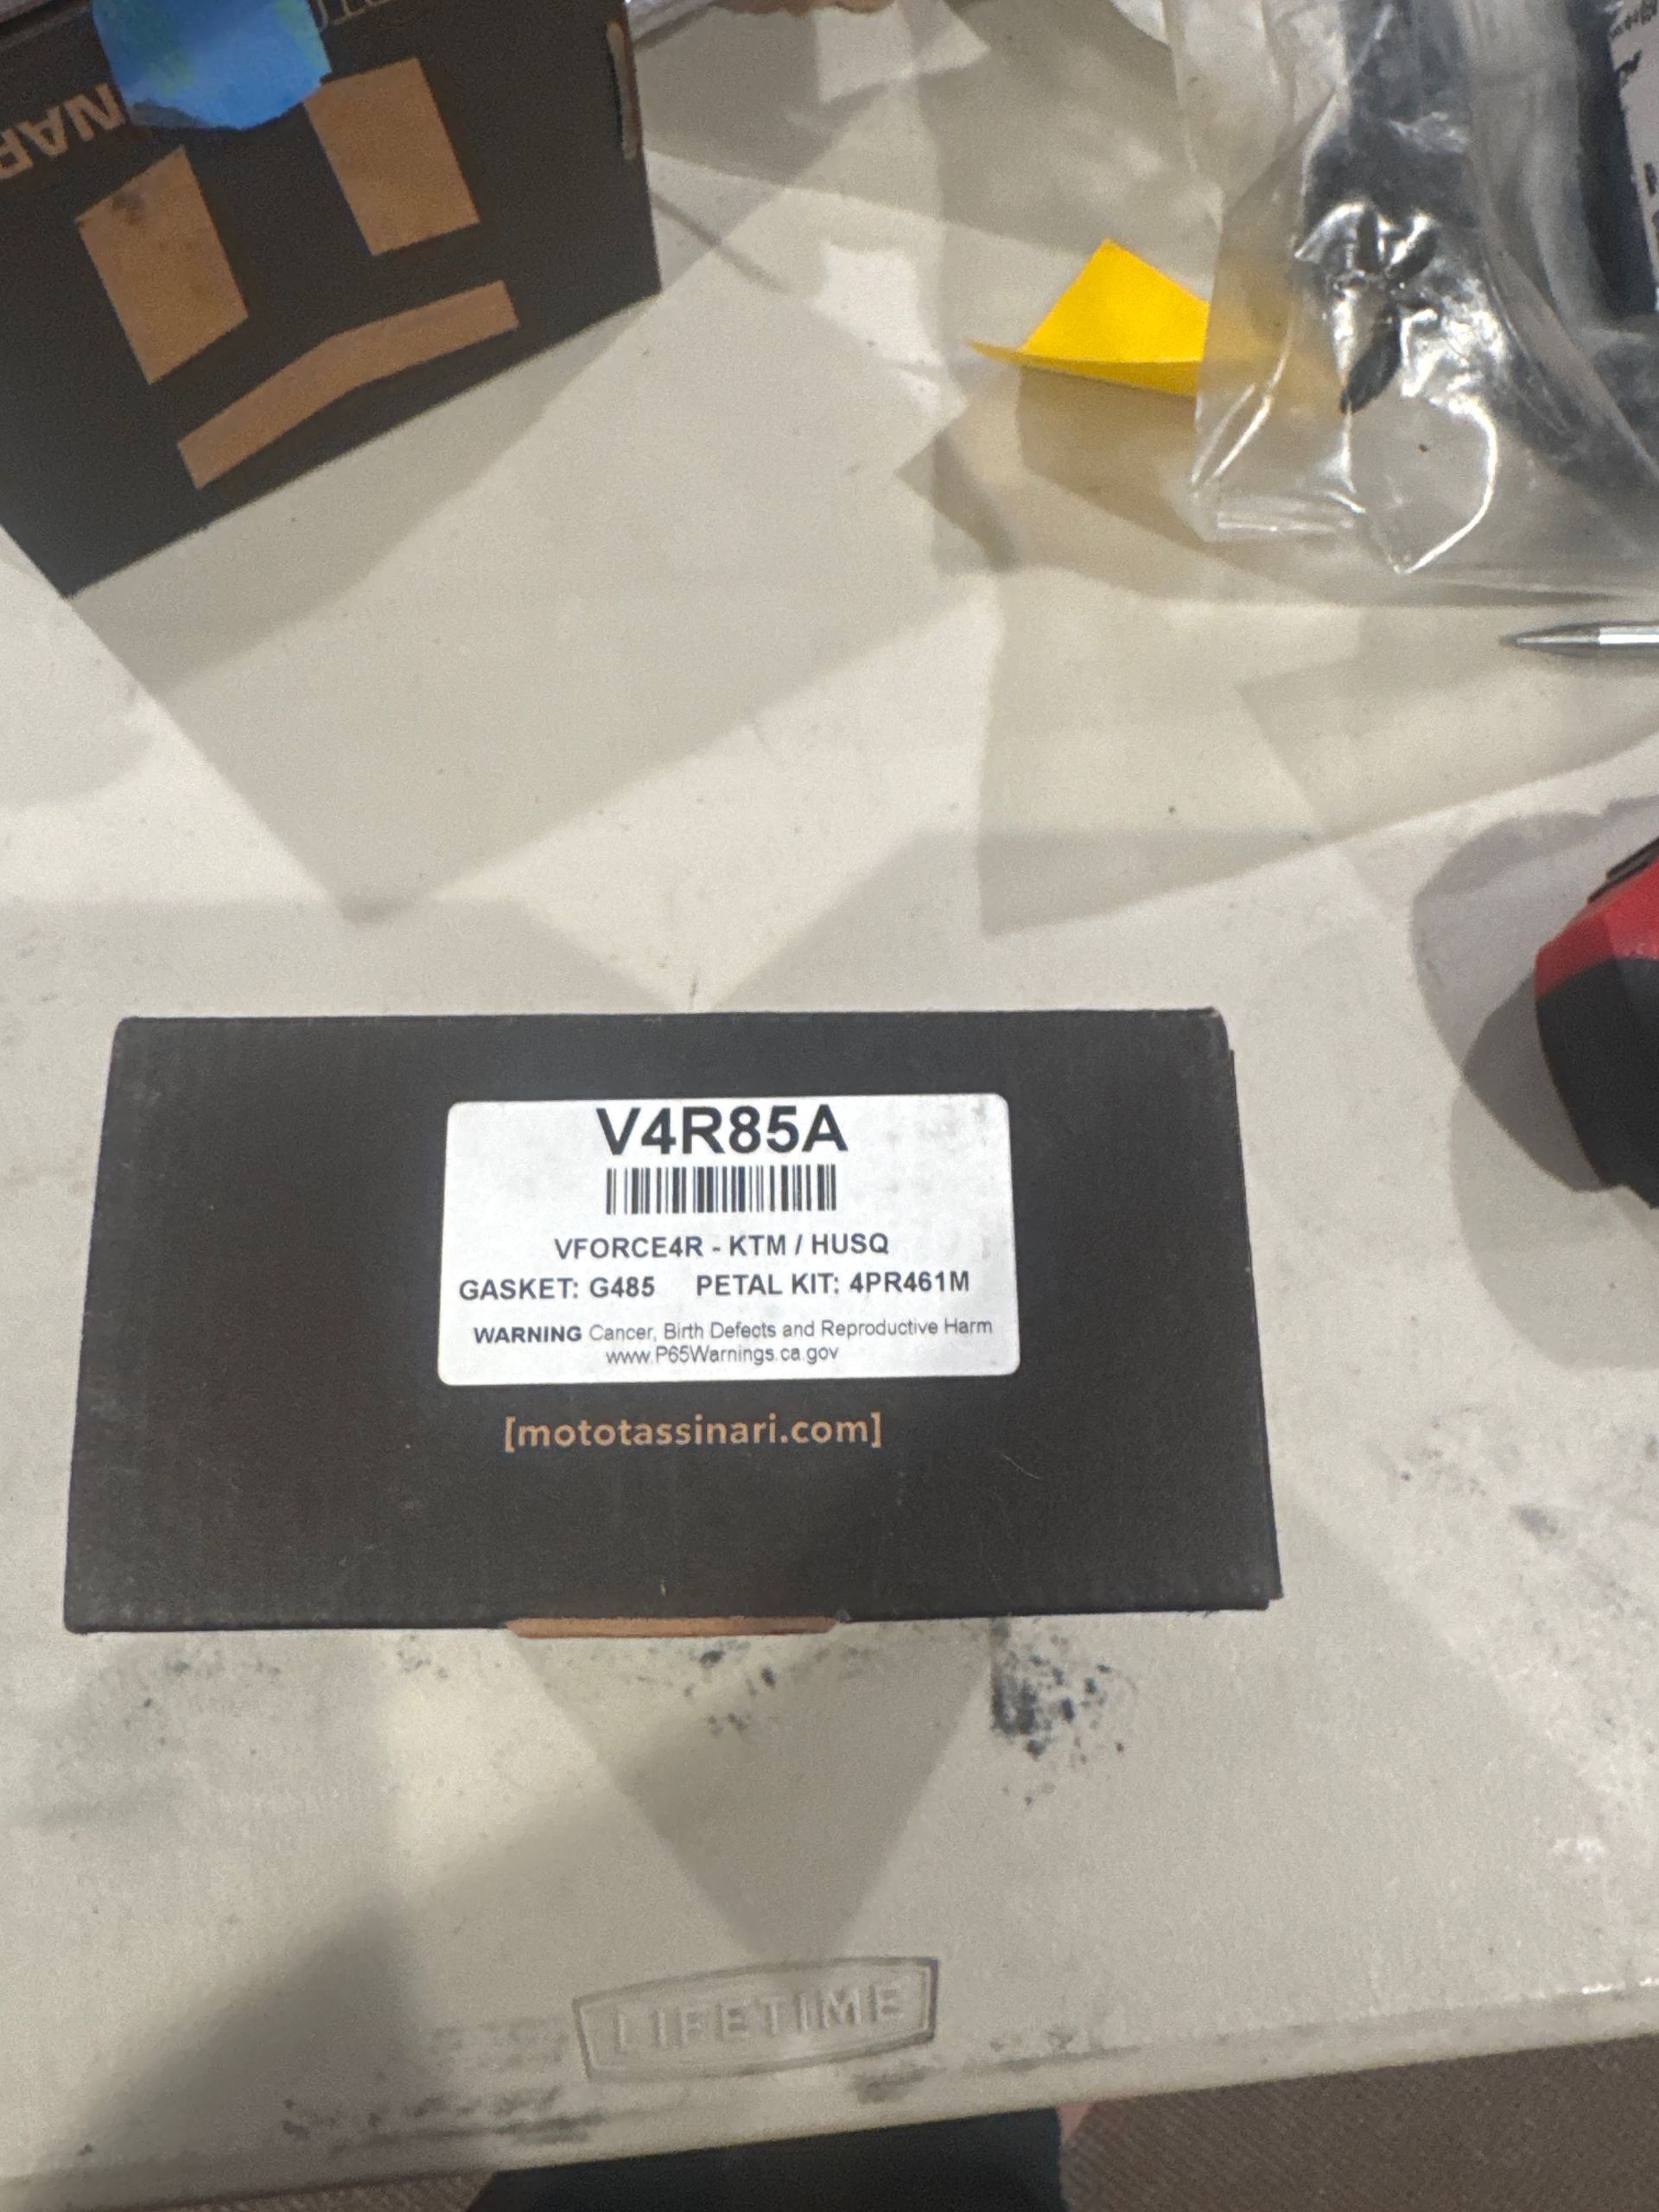 V4R85A
VFORCE4R - KTM / HUSQ
GASKET: G485 PETAL KIT: 4PR461M
WARNING Cancer, Birth Defects and Reproductive Harm
www.P65Warnings.ca.gov
[mototassinari.com]
LIFETIME